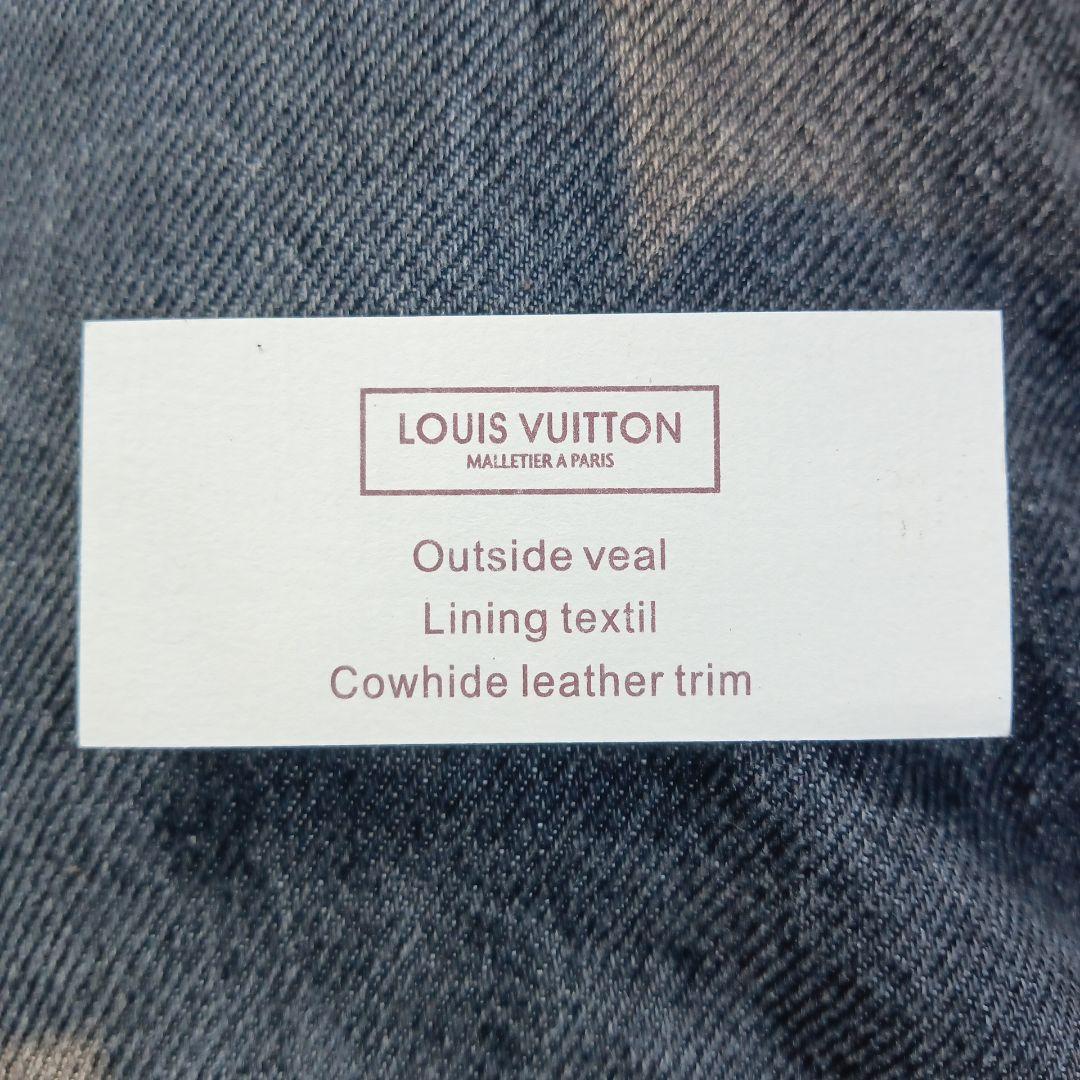 LOUIS VUITTON
MALLETIER A PARIS
Outside veal
Lining textil
Cowhide leather trim